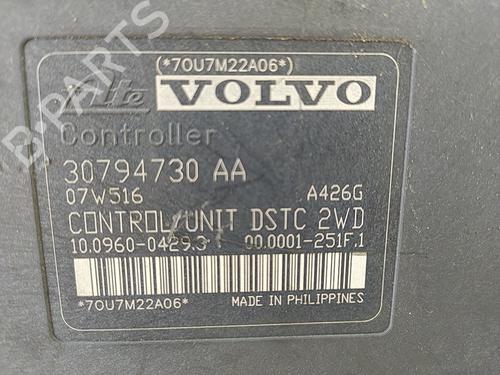 (*70U7M22A06*)
Ate VOLVO
Controller
30794730 AA
07W516 A426G
CONTROL/UNIT DSTC 2WD
10.0960-0429.3 00.0001-251F.1
*70U7M22A06* MADE IN PHILIPPINES
B-PARTS